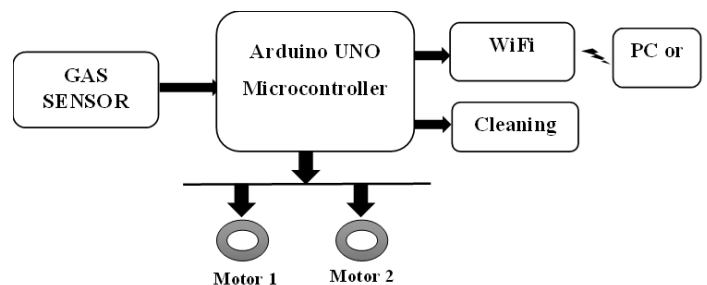 GAS
SENSOR
Arduino UNO
Microcontroller
WiFi
PC or
Cleaning
Motor 1
Motor 2